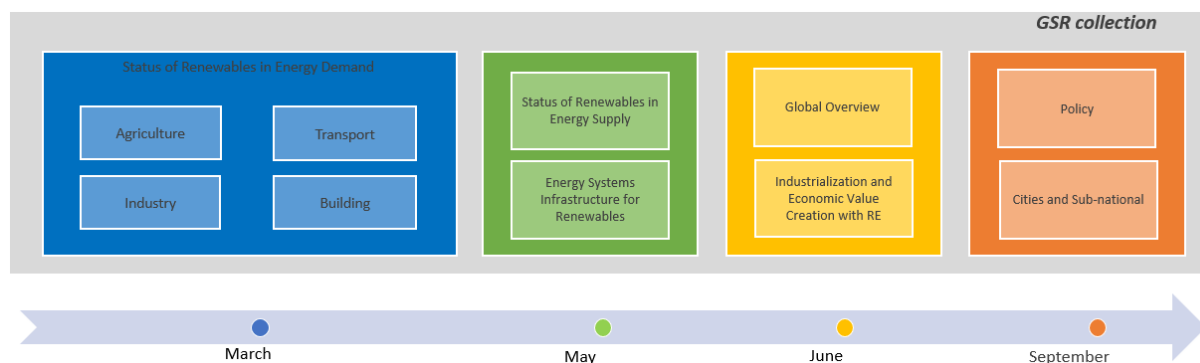 GSR collection
Status of Renewables in Energy Demand
Agriculture
Transport
Industry
Building
Status of Renewables in
Energy Supply
Energy Systems
Infrastructure for
Renewables
Global Overview
Industrialization and
Economic Value
Creation with RE
Policy
Cities and Sub-national
March
May
June
September